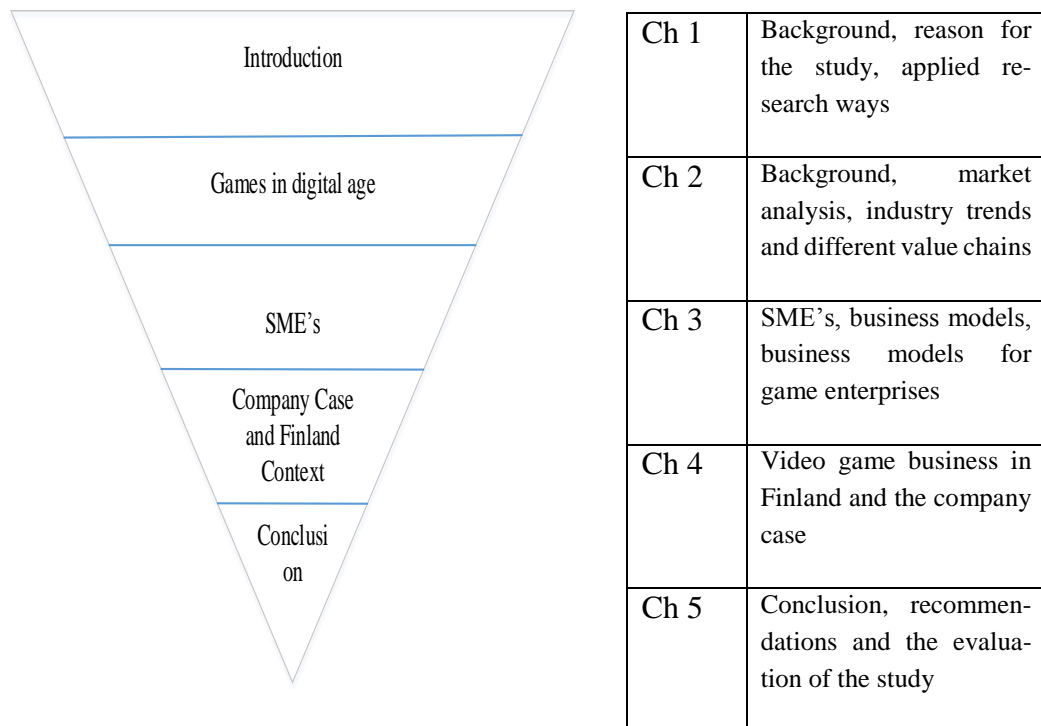 Introduction
Games in digital age
SME's
Company Case
and Finland
Context
Conclusi
on
Ch 1
Background, reason for
the study, applied re-
search ways
Ch 2
Background, market
analysis, industry trends
and different value chains
Ch 3
SME's, business models,
business models for
game enterprises
Ch 4
Video game business in
Finland and the company
case
Ch 5
Conclusion, recommen-
dations and the evalua-
tion of the study